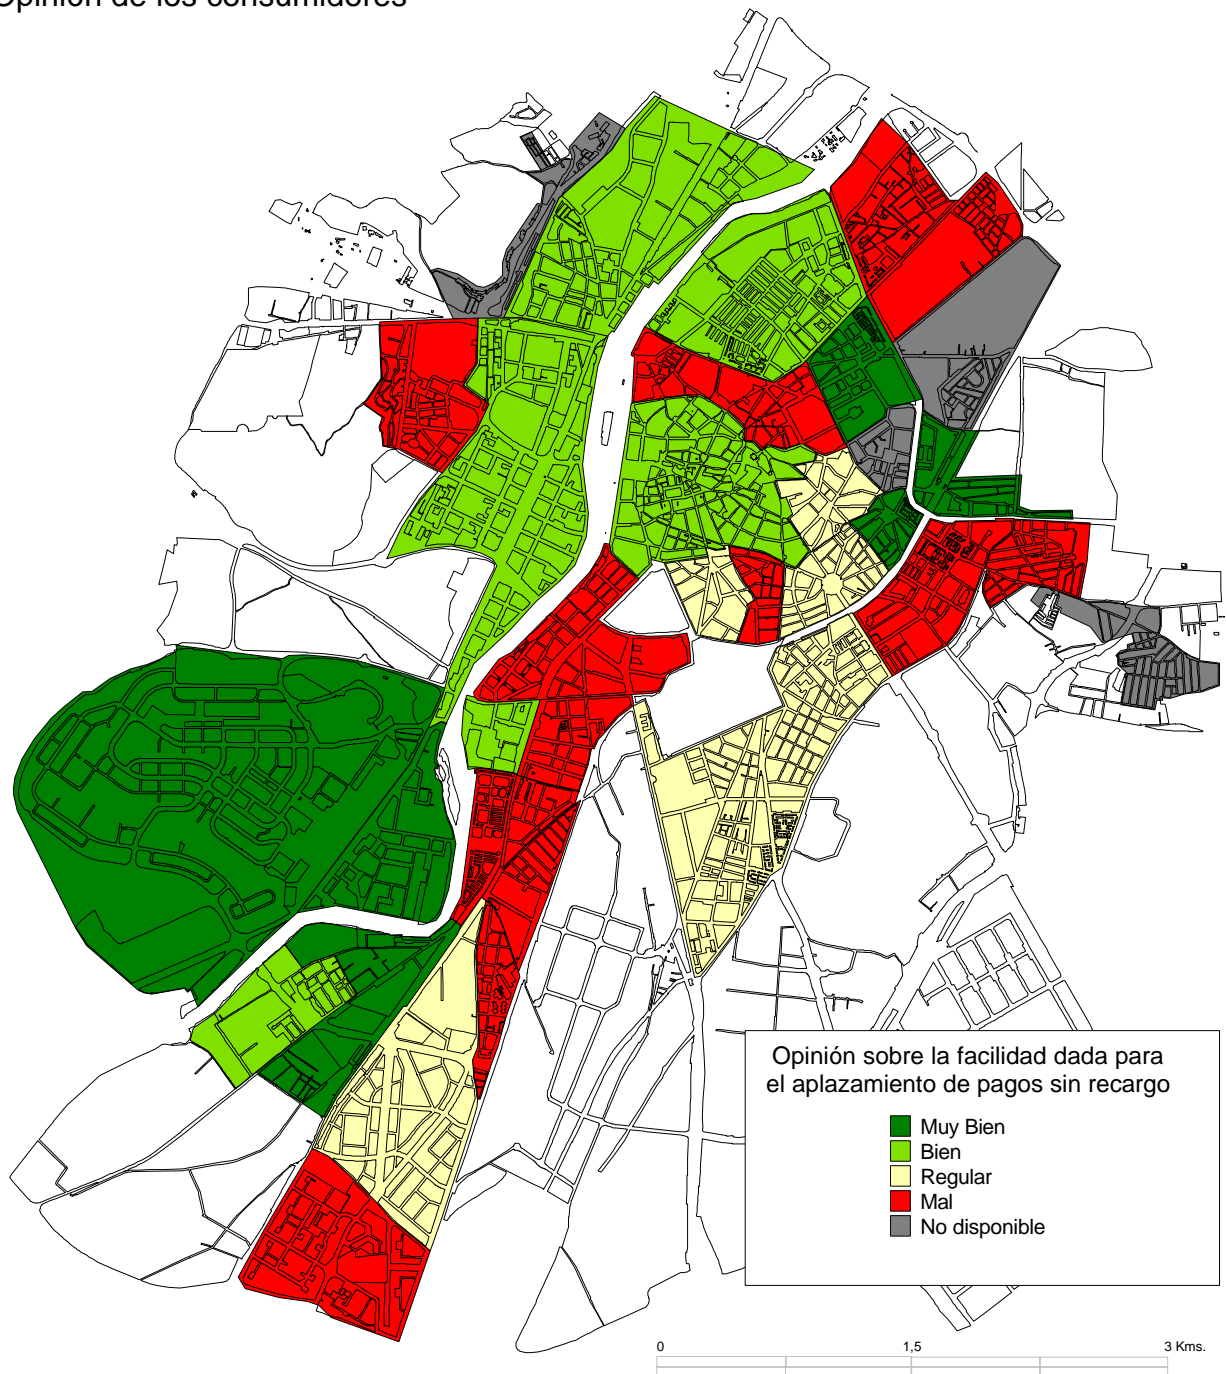 Opinión de los consumidores
Opinión sobre la facilidad dada para
el aplazamiento de pagos sin recargo
Muy Bien
Bien
Regular
Mal
No disponible
0 1,5 3 Kms.